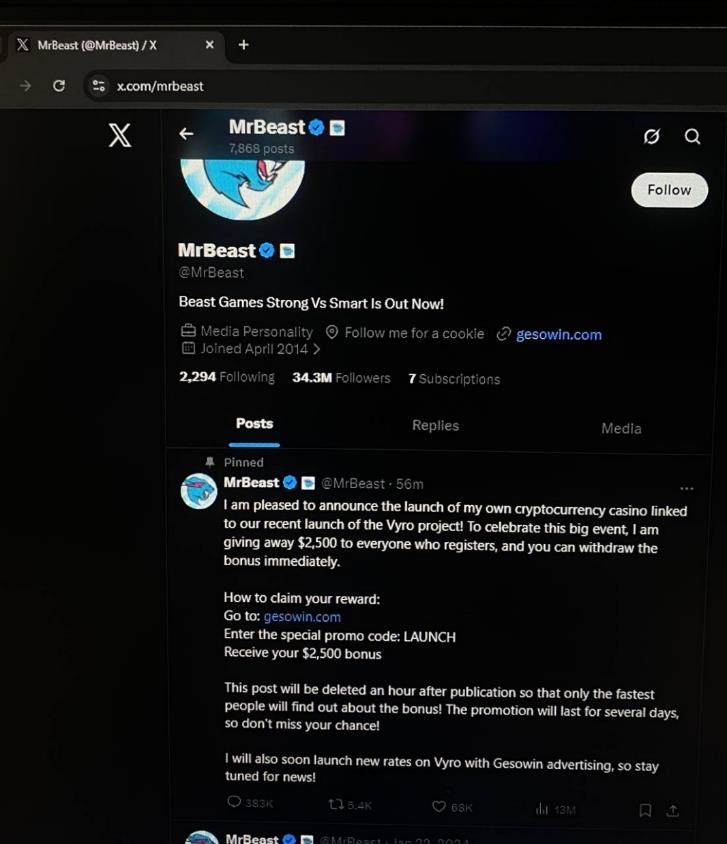 MrBeast (@MrBeast) / X
x.com/mrbeast
MrBeast
7,868 posts
Follow
MrBeast
@MrBeast
Beast Games Strong Vs Smart Is Out Now!
Media Personality Follow me for a cookie gesowin.com
Joined April 2014
2,294 Following 34.3M Followers 7 Subscriptions
Posts Replies Media
Pinned
MrBeast @MrBeast · 56m
I am pleased to announce the launch of my own cryptocurrency casino linked
to our recent launch of the Vyro project! To celebrate this big event, I am
giving away $2,500 to everyone who registers, and you can withdraw the
bonus immediately.
How to claim your reward:
Go to: gesowin.com
Enter the special promo code: LAUNCH
Receive your $2,500 bonus
This post will be deleted an hour after publication so that only the fastest
people will find out about the bonus! The promotion will last for several days,
so don't miss your chance!
I will also soon launch new rates on Vyro with Gesowin advertising, so stay
tuned for news!
383K 5.4K 68K 13M
MrBeast @MrBeast · Jan 22, 2024